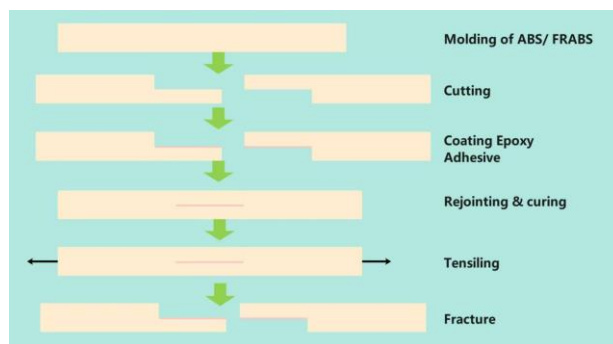 Molding of ABS/ FRABS
Cutting
Coating Epoxy
Adhesive
Rejointing & curing
Tensiling
Fracture